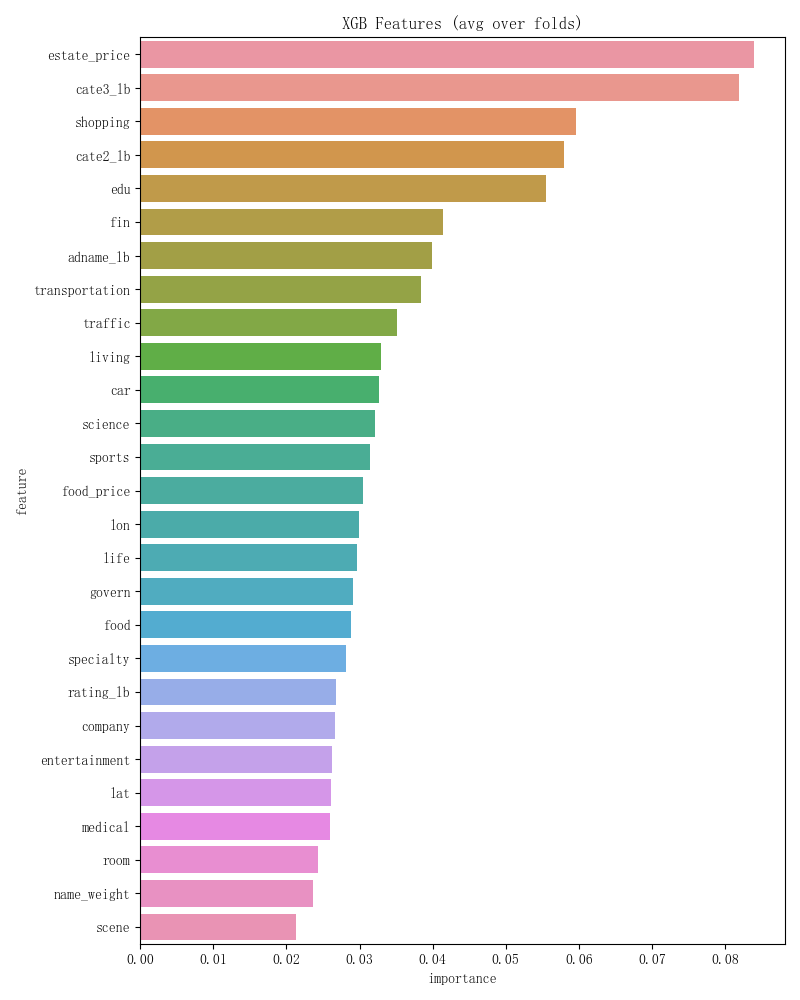 XGB Features (avg over folds)
estate_price
cate3_lb
shopping
cate2_lb
edu
fin
adname_lb
transportation
traffic
living
car
science
sports
food_price
lon
life
govern
food
specialty
rating_lb
company
entertainment
lat
medical
room
name_weight
scene
feature
0.00 0.01 0.02 0.03 0.04 0.05 0.06 0.07 0.08
importance